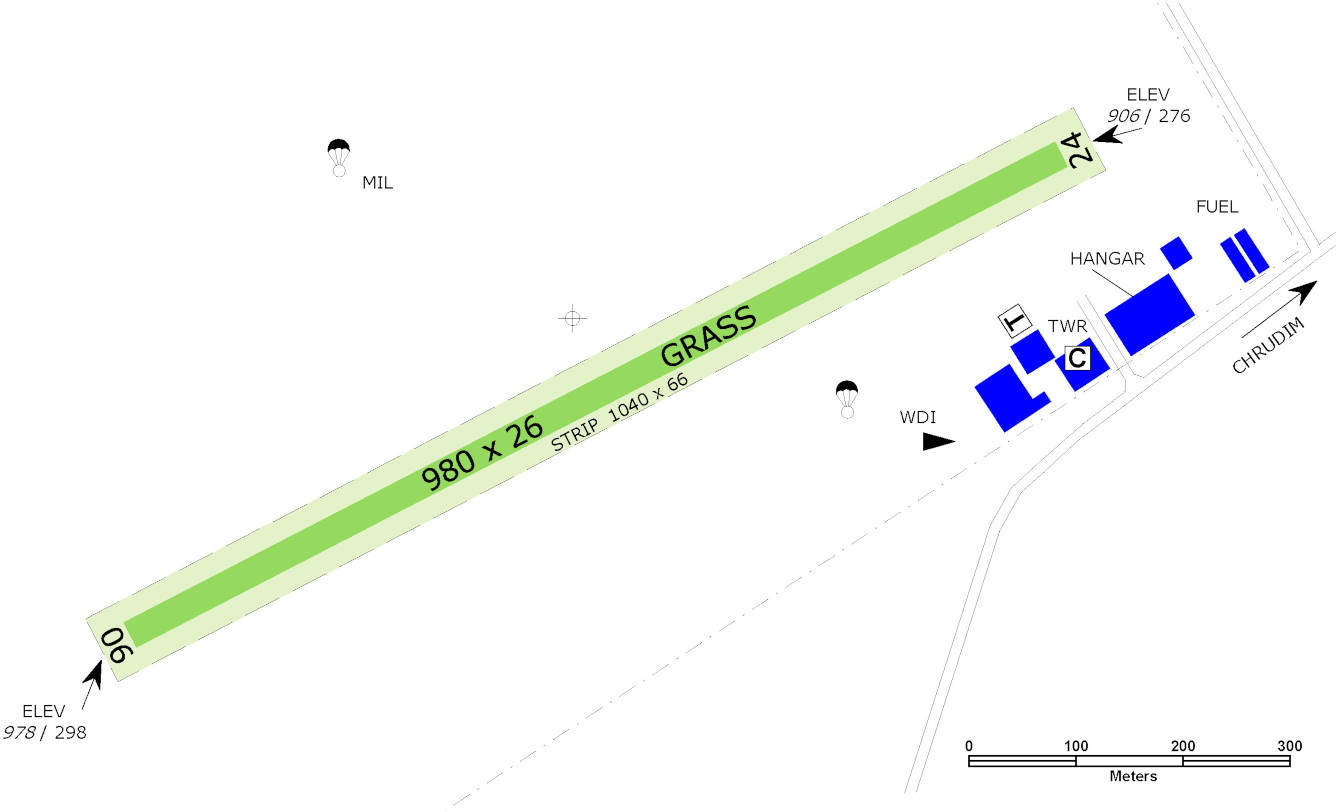 ELEV
906 / 276
24
MIL
FUEL
HANGAR
T
TWR
C
GRASS
CHRUDIM
STRIP 1040 x 66
980 x 26
WDI
06
ELEV
978 / 298
0 100 200 300
Meters